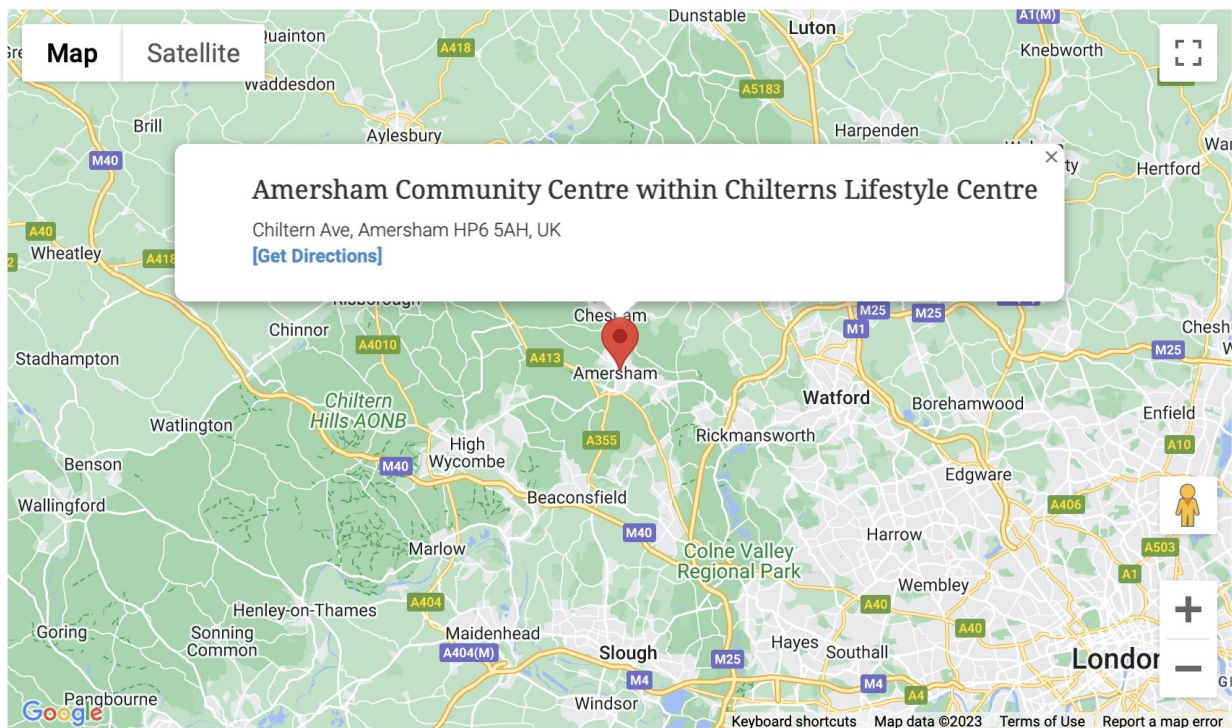 Dunstable
Luton
A1(M)
Map
Satellite
Quainton
A418
Knebworth
Waddesdon
A5183
Brill
Aylesbury
Harpenden
M40
Hertford
Amersham Community Centre within Chilterns Lifestyle Centre
Chiltern Ave, Amersham HP6 5AH, UK
[Get Directions]
A40
Wheatley
A418
Risborough
Chesham
M25
M25
M1
Chinnor
A4010
A413
Stadhampton
M25
Amersham
Chiltern
Hills AONB
Watford
Borehamwood
Enfield
Watlington
Rickmansworth
A355
A10
High
Wycombe
Benson
M40
Edgware
Wallingford
Beaconsfield
A406
M40
Harrow
A503
Marlow
Colne Valley
Regional Park
A1
Wembley
Henley-on-Thames
A404
A40
Goring
Sonning
Common
Maidenhead
A404(M)
Slough
Hayes
Southall
A40
London
M25
M4
M4
A4
Pangbourne
Windsor
Google
Keyboard shortcuts
Map data ©2023
Terms of Use
Report a map error